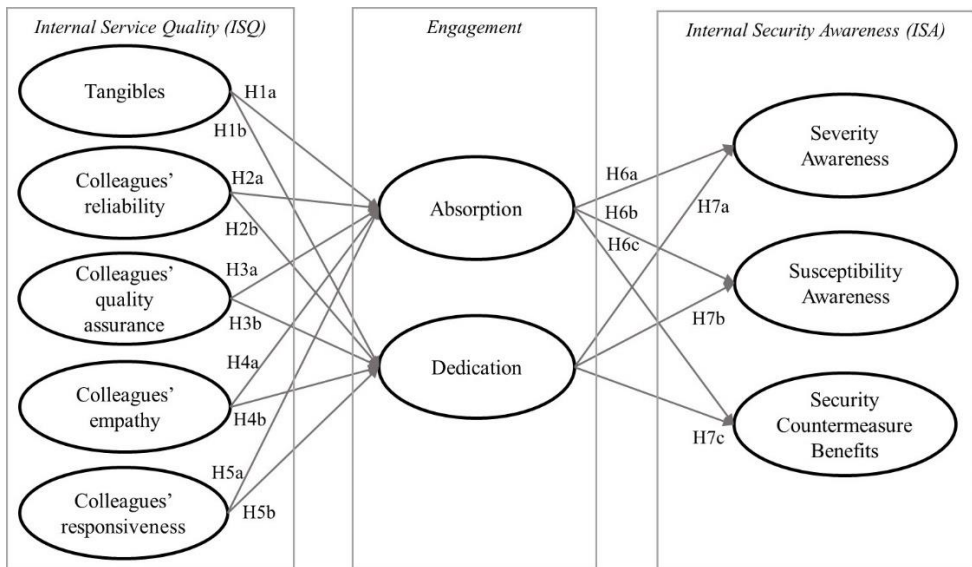 Internal Service Quality (ISQ)
Tangibles
Colleagues’
reliability
Colleagues’
quality
assurance
Colleagues’
empathy
Colleagues’
responsiveness
H1a
H1b
H2a
H2b
H3a
H3b
H4a
H4b
H5a
H5b
Engagement
Absorption
Dedication
H6a
H6b
H6c
H7a
H7b
H7c
Internal Security Awareness (ISA)
Severity
Awareness
Susceptibility
Awareness
Security
Countermeasure
Benefits